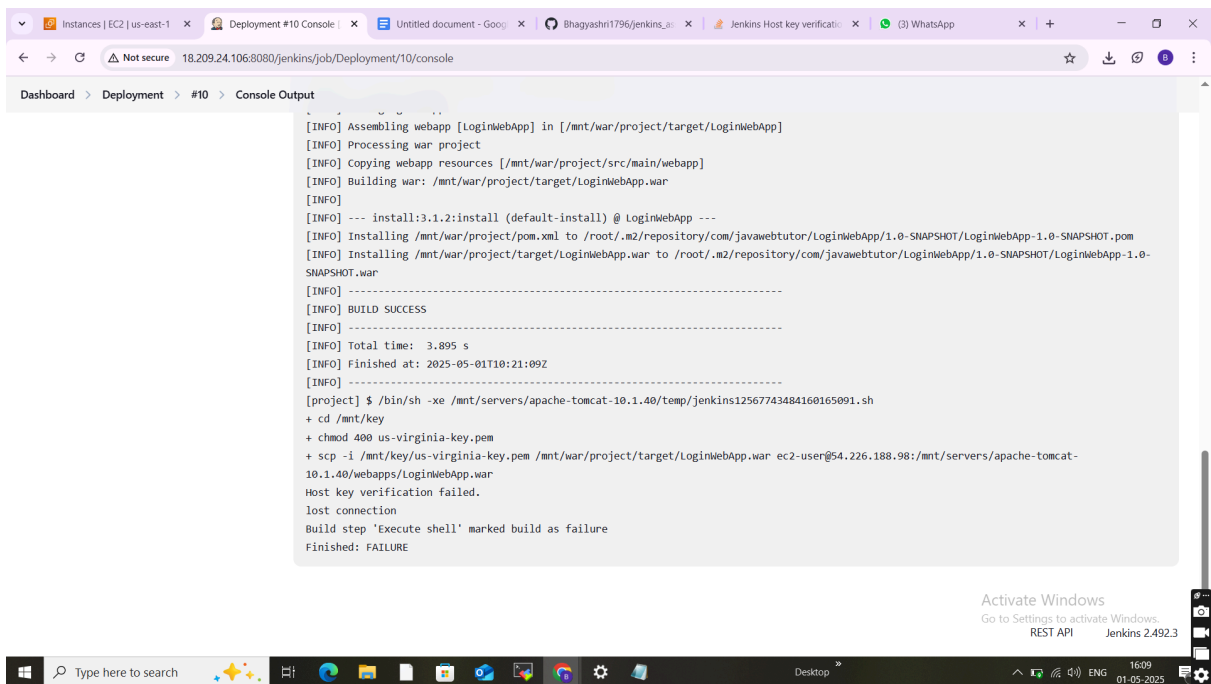 Instances | EC2 | us-east-1
Deployment #10 Console |
Untitled document - Goog
Bhagyashri1796/jenkins_as
Jenkins Host key verificatio
(3) WhatsApp
Not secure 18.209.24.106:8080/jenkins/job/Deployment/10/console
B
Dashboard > Deployment > #10 > Console Output
[INFO] Assembling webapp [LoginWebApp] in [/mnt/war/project/target/LoginWebApp]
[INFO] Processing war project
[INFO] Copying webapp resources [/mnt/war/project/src/main/webapp]
[INFO] Building war: /mnt/war/project/target/LoginWebApp.war
[INFO]
[INFO] --- install:3.1.2:install (default-install) @ LoginWebApp ---
[INFO] Installing /mnt/war/project/pom.xml to /root/.m2/repository/com/javawebtutor/LoginWebApp/1.0-SNAPSHOT/LoginWebApp-1.0-SNAPSHOT.pom
[INFO] Installing /mnt/war/project/target/LoginWebApp.war to /root/.m2/repository/com/javawebtutor/LoginWebApp/1.0-SNAPSHOT/LoginWebApp-1.0-
SNAPSHOT.war
[INFO] ------------------------------------------------------------------------
[INFO] BUILD SUCCESS
[INFO] ------------------------------------------------------------------------
[INFO] Total time:  3.895 s
[INFO] Finished at: 2025-05-01T10:21:09Z
[INFO] ------------------------------------------------------------------------
[project] $ /bin/sh -xe /mnt/servers/apache-tomcat-10.1.40/temp/jenkins12567743484160165091.sh
+ cd /mnt/key
+ chmod 400 us-virginia-key.pem
+ scp -i /mnt/key/us-virginia-key.pem /mnt/war/project/target/LoginWebApp.war ec2-user@54.226.188.98:/mnt/servers/apache-tomcat-
10.1.40/webapps/LoginWebApp.war
Host key verification failed.
lost connection
Build step 'Execute shell' marked build as failure
Finished: FAILURE
Activate Windows
Go to Settings to activate Windows.
REST API Jenkins 2.492.3
Type here to search
Desktop
ENG
16:09
01-05-2025